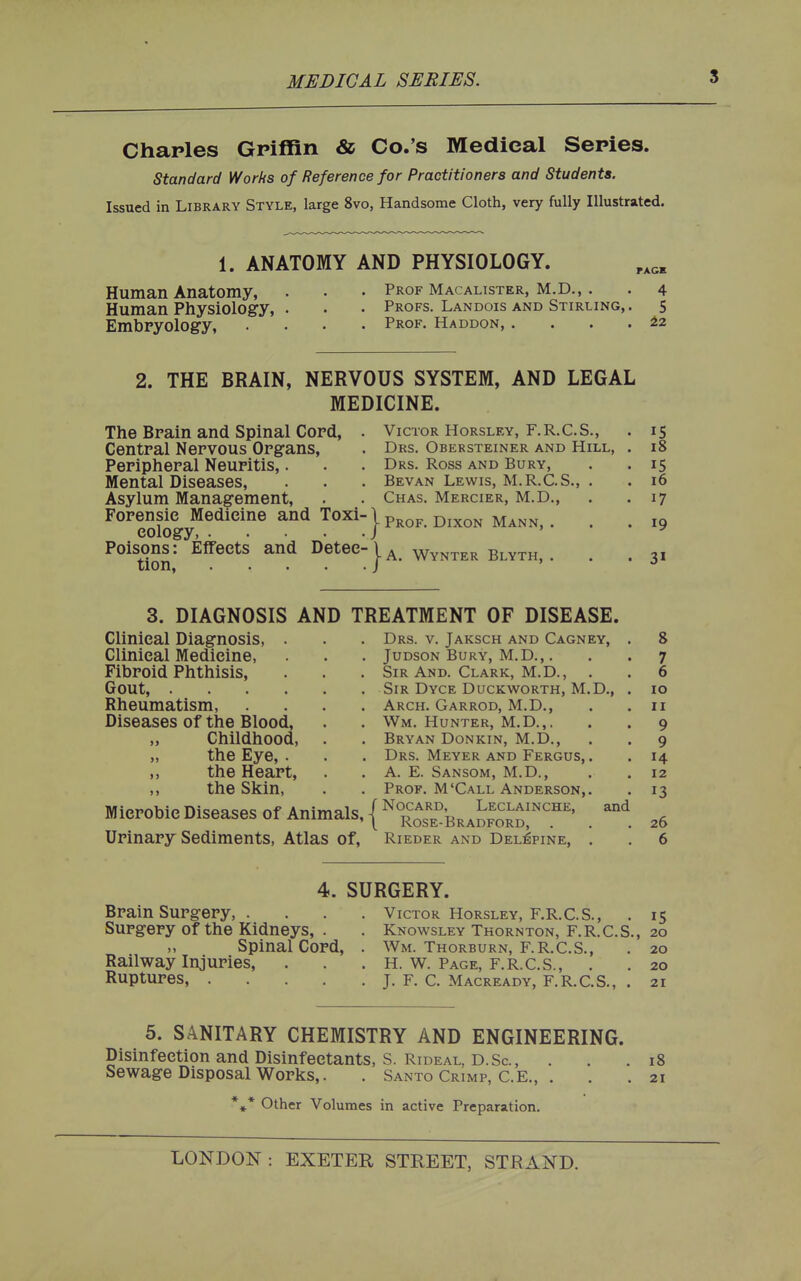 MEDICAL SERIES. 3
Charles Griffin & Co.'s Medical Series.
Standard Works of Reference for Practitioners and Students.
Issued in Library Style, large 8vo, Handsome Cloth, very fully Illustrated.
1. ANATOMY AND PHYSIOLOGY. PAGE
Human Anatomy, . . . Prof Macalister, M.D., . . 4
Human Physiology, . . . Profs. Landois and Stirling,. 5
Embryology, . . . . Prof. Haddon, . . . . 22
2. THE BRAIN, NERVOUS SYSTEM, AND LEGAL
MEDICINE.
The Brain and Spinal Cord, . Victor Horsley, F.R.C.S., . 15
Central Nervous Organs, . Drs. Obersteiner and Hill, . 18
Peripheral Neuritis,. . . Drs. Ross and Bury, . . 15
Mental Diseases, . . . Bevan Lewis, M.R.C.S., . . 16
Asylum Management, . . Chas. Mercier, M.D., . . 17
Forensic Medicine and Toxi-
cology, . . . . . } Prof. Dixon Mann, . . . 19
Poisons: Effects and Detec-
tion, . . . . . } A. Wynter Blyth, . . . 31
3. DIAGNOSIS AND TREATMENT OF DISEASE.
Clinical Diagnosis, . . . Drs. v. Jaksch and Cagney, . 8
Clinical Medicine, . . . Judson Bury, M.D.,. . . 7
Fibroid Phthisis, . . . Sir And. Clark, M.D., . . 6
Gout, . . . . . . Sir Dyce Duckworth, M.D., . 10
Rheumatism, . . . . Arch. Garrod, M.D., . . 11
Diseases of the Blood, . . Wm. Hunter, M.D.,. . . 9
„ Childhood, . . Bryan Donkin, M.D., . . 9
„ the Eye, . . . Drs. Meyer and Fergus,. . 14
,, the Heart, . . A. E. Sansom, M.D., . . 12
,, the Skin, . . Prof. M‘Call Anderson,. . 13
Microbic Diseases of Animals, { Nocard, Leclainche, and
Rose-Bradford, . . . 26
Urinary Sediments, Atlas of, Rieder and Delépine, . . 6
4. SURGERY.
Brain Surgery, . . . . Victor Horsley, F.R.C.S., . 15
Surgery of the Kidneys, . . Knowsley Thornton, F.R.C.S., 20
,, Spinal Cord, . Wm. Thorburn, F.R.C.S., . 20
Railway Injuries, . . . H. W. Page, F.R.C.S., . . 20
Ruptures, . . . . . J. F. C. Macready, F.R.C.S., . 21
5. SANITARY CHEMISTRY AND ENGINEERING.
Disinfection and Disinfectants, S. Rideal, D.Sc., . . . 18
Sewage Disposal Works,. . Santo Crimp, C.E., . . . 21
*** Other Volumes in active Preparation.
LONDON : EXETER STREET, STRAND.